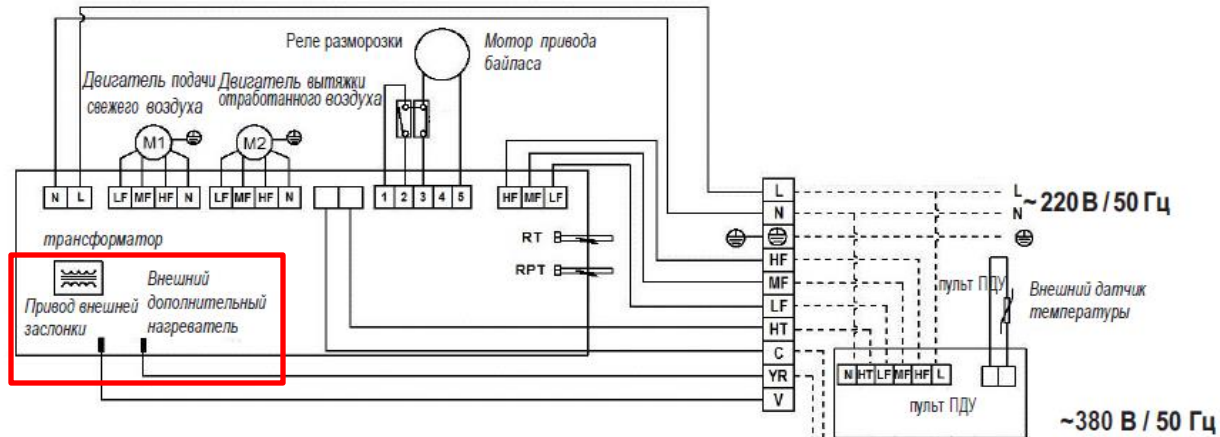 Реле разморозки
Мотор привода
байпаса
Двигатель подачи
свежего воздуха
Двигатель вытяжки
отработанного воздуха
M1
M2
N L
LF MF HF N
LF MF HF N
1 2 3 4 5
HF MF LF
RT
RPT
трансформатор
Привод внешней
заслонки
Внешний
дополнительный
нагреватель
L
N
HF
MF
LF
HT
C
YR
V
L
N
~220 В / 50 Гц
пульт ПДУ
Внешний датчик
температуры
N HT LF MF HF L
пульт ПДУ
~380 В / 50 Гц